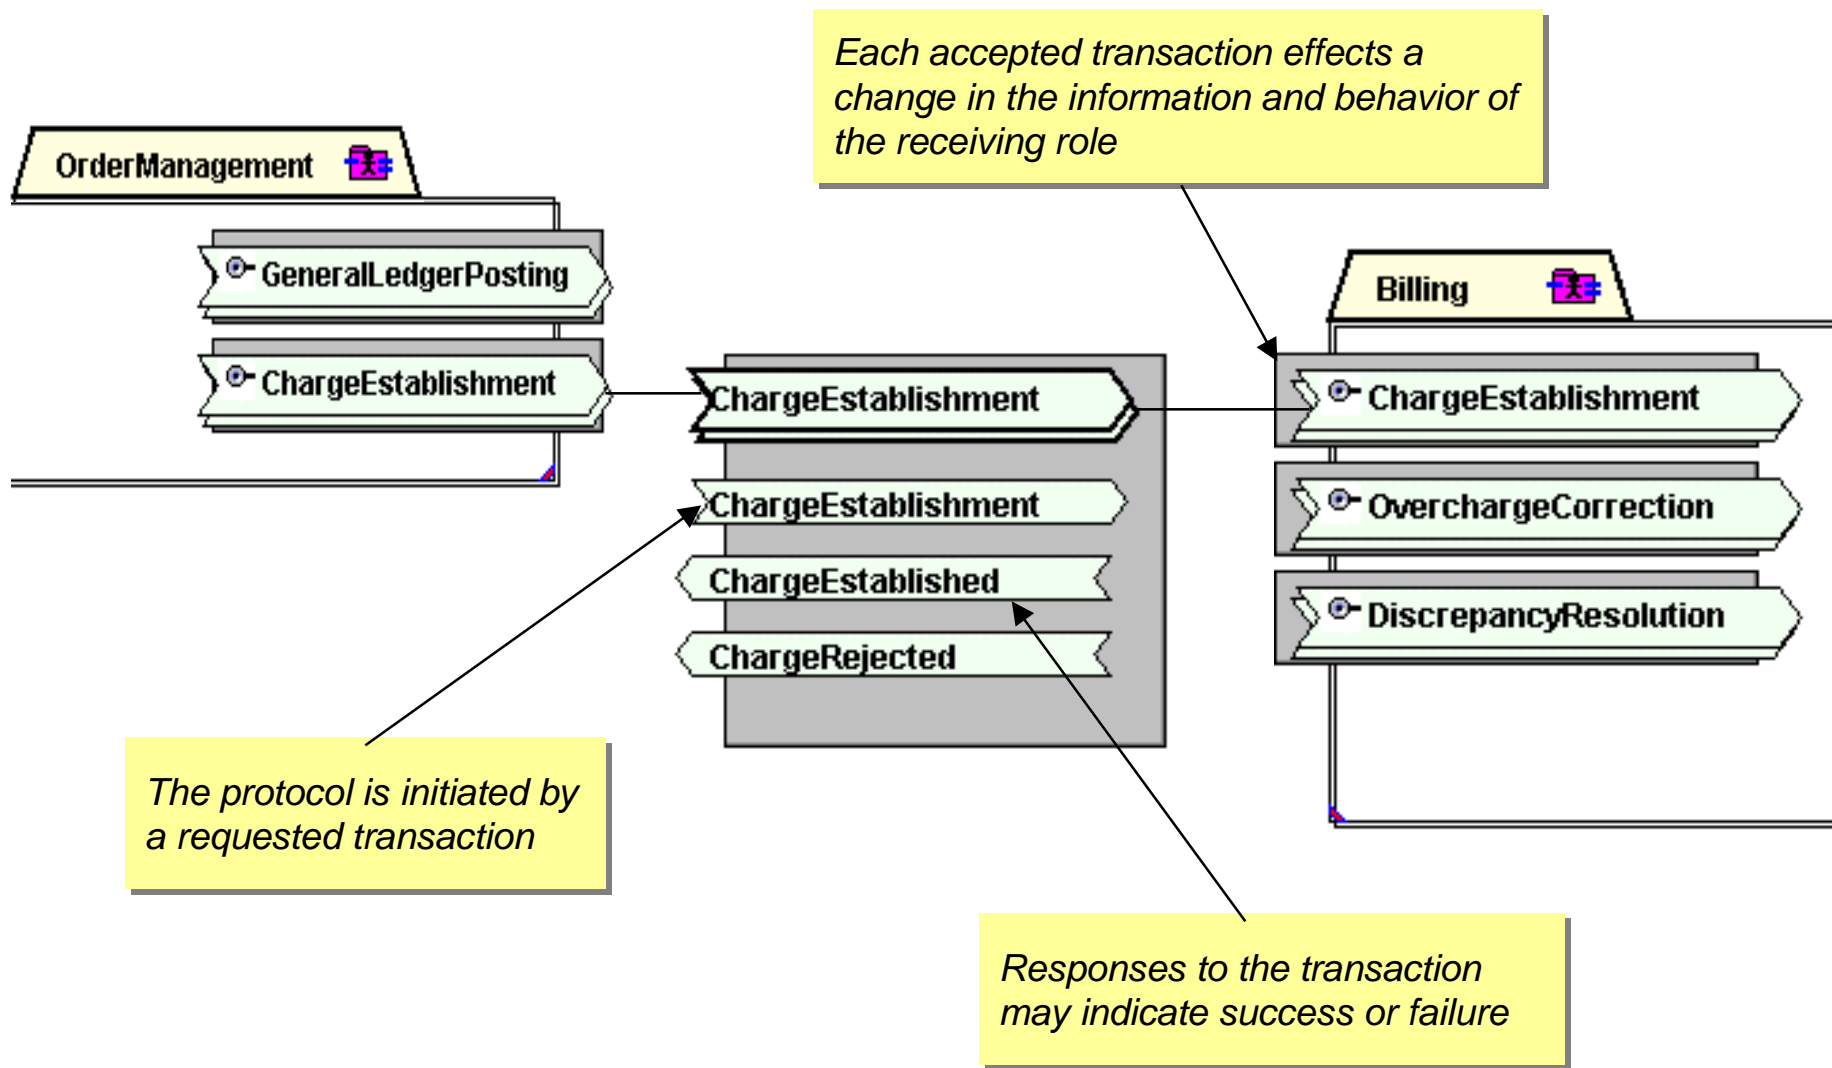 Each accepted transaction effects a
change in the information and behavior of
the receiving role
OrderManagement
GeneralLedgerPosting
ChargeEstablishment
ChargeEstablishment
ChargeEstablishment
ChargeEstablished
ChargeRejected
Billing
ChargeEstablishment
OverchargeCorrection
DiscrepancyResolution
The protocol is initiated by
a requested transaction
Responses to the transaction
may indicate success or failure